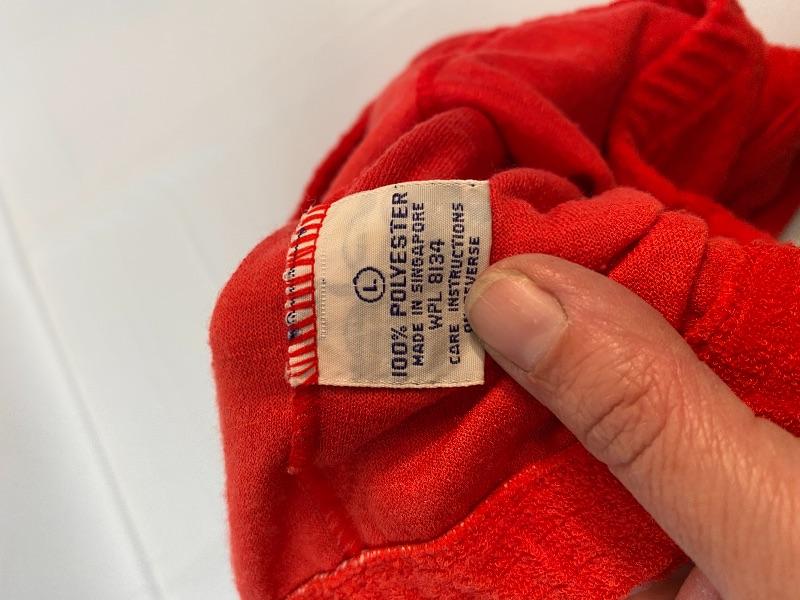 L
100% POLYESTER
MADE IN SINGAPORE
WPL 8134
CARE INSTRUCTIONS